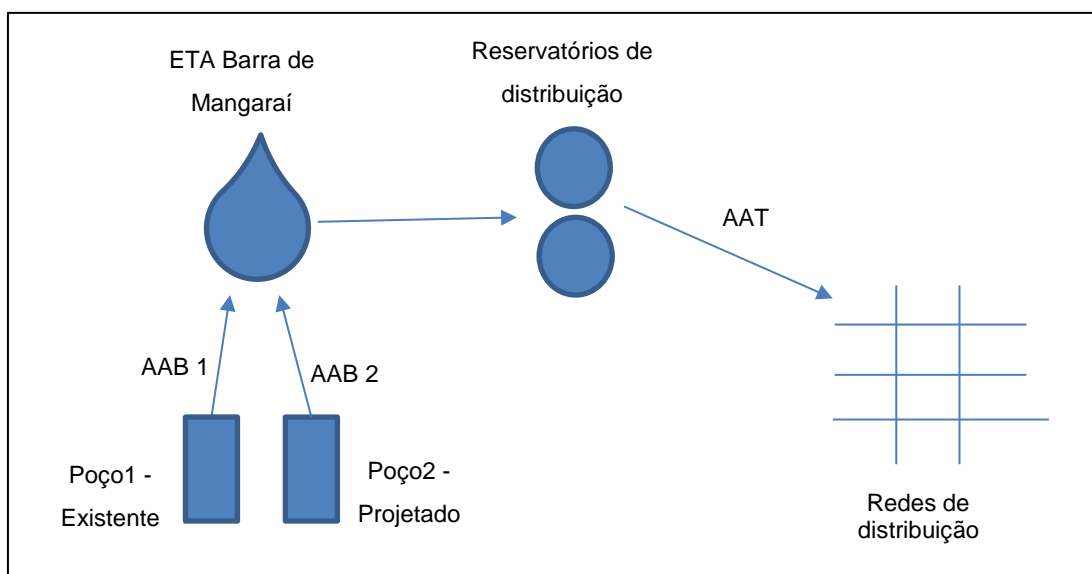 ETA Barra de
Mangaraí
Reservatórios de
distribuição
AAT
AAB 1
AAB 2
Poço1 -
Existente
Poço2 -
Projetado
Redes de
distribuição